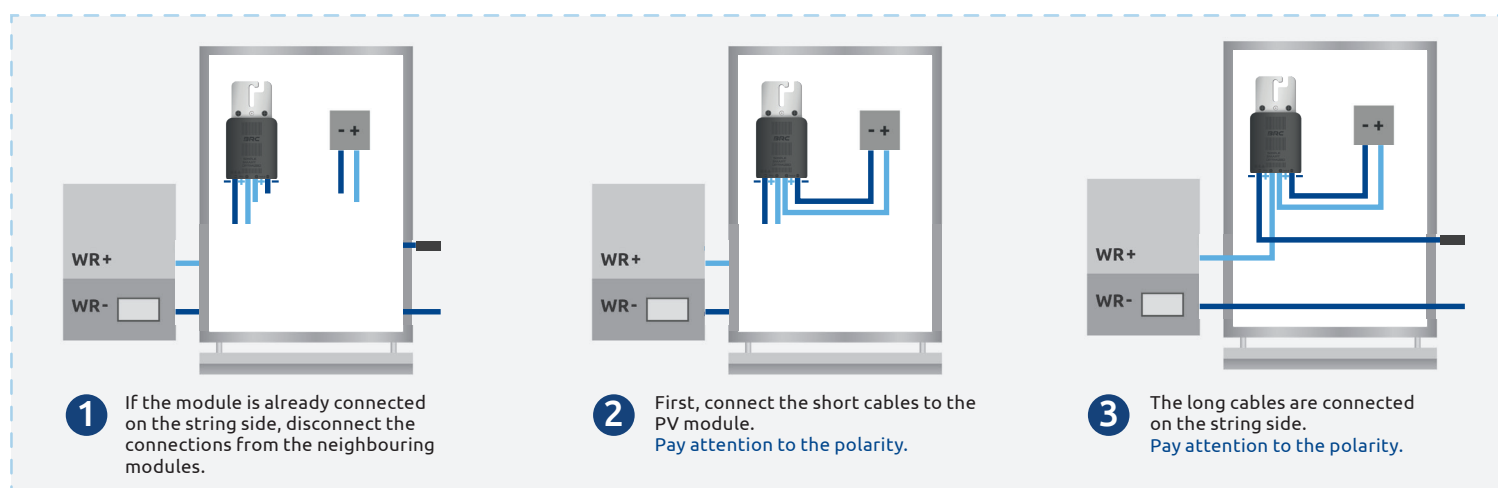 - +
- + + -
WR+
WR-
1
If the module is already connected
on the string side, disconnect the
connections from the neighbouring
modules.
- +
- + + -
WR+
WR-
2
First, connect the short cables to the
PV module.
Pay attention to the polarity.
- +
- + + -
WR+
WR-
3
The long cables are connected
on the string side.
Pay attention to the polarity.